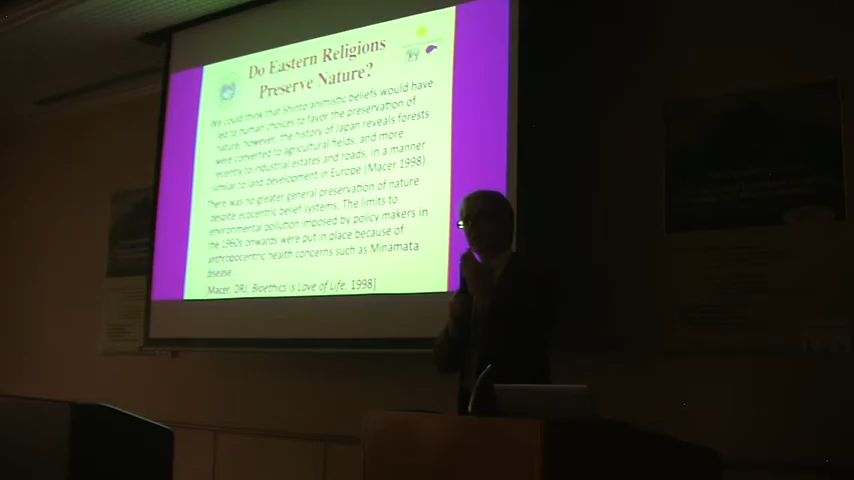 Do Eastern Religions
Preserve Nature?
We could think that Shinto animistic beliefs would have
led to human choices to favor the preservation of
nature, however, the history of Japan reveals forests
were converted to agricultural fields, and more
recently to industrial estates and roads, in a manner
similar to land development in Europe (Macer 1998).
There was no greater general preservation of nature
despite ecocentric belief systems. The limits to
environmental pollution imposed by policy makers in
the 1960s onwards were put in place because of
anthropocentric health concerns such as Minamata
disease.
[Macer, DRJ, Bioethics is Love of Life, 1998]